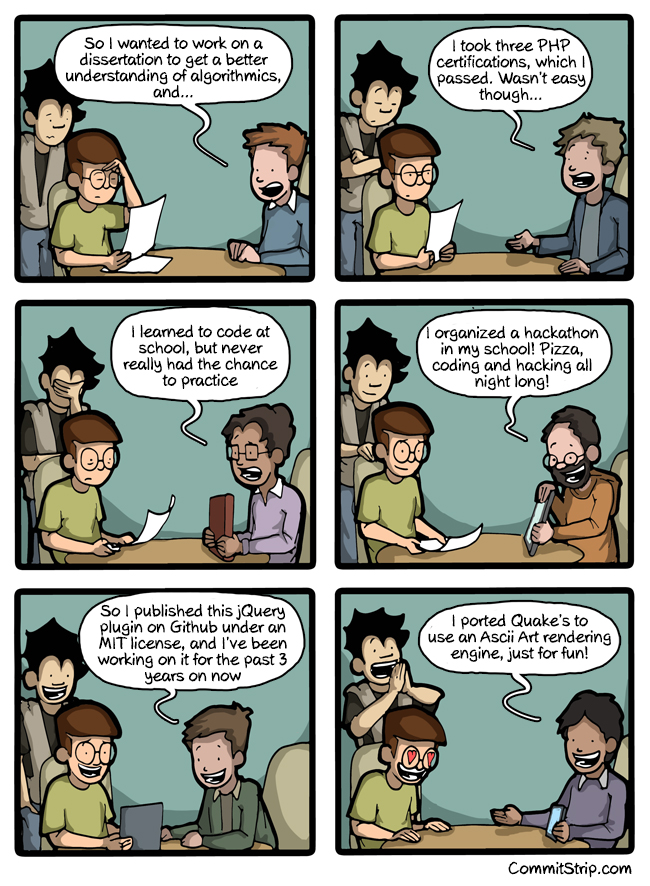 So I wanted to work on a
dissertation to get a better
understanding of algorithmics,
and...
I took three PHP
certifications, which I
passed. Wasn't easy
though...
I learned to code at
school, but never
really had the chance
to practice
I organized a hackathon
in my school! Pizza,
coding and hacking all
night long!
So I published this jQuery
plugin on Github under an
MIT license, and I've been
working on it for the past 3
years on now
I ported Quake's to
use an Ascii Art rendering
engine, just for fun!
CommitStrip.com